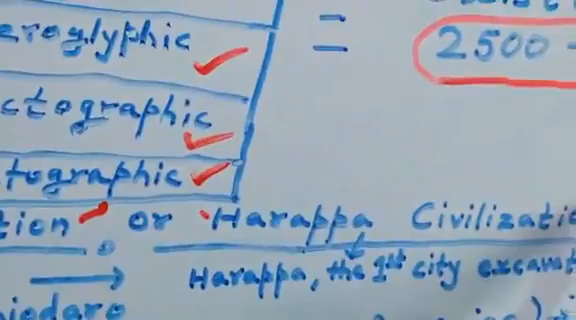 eroglyphic =
2500 -
ctographic
tographic
tion or Harappa Civilizati
Harappa, the 1st city excavat